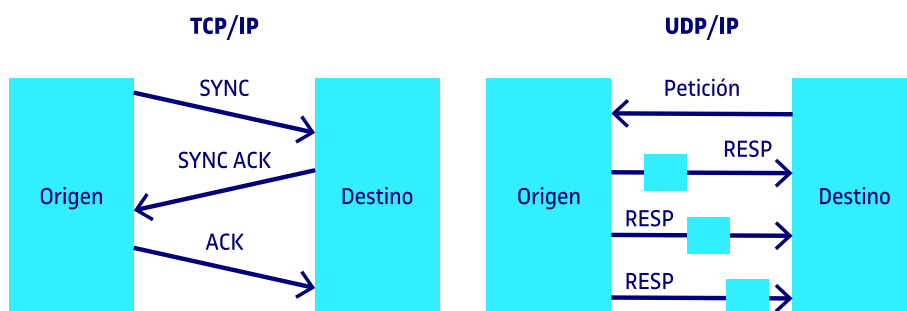 TCP/IP
SYNC
SYNC ACK
Origen
Destino
ACK
UDP/IP
Petición
RESP
Origen
Destino
RESP
RESP